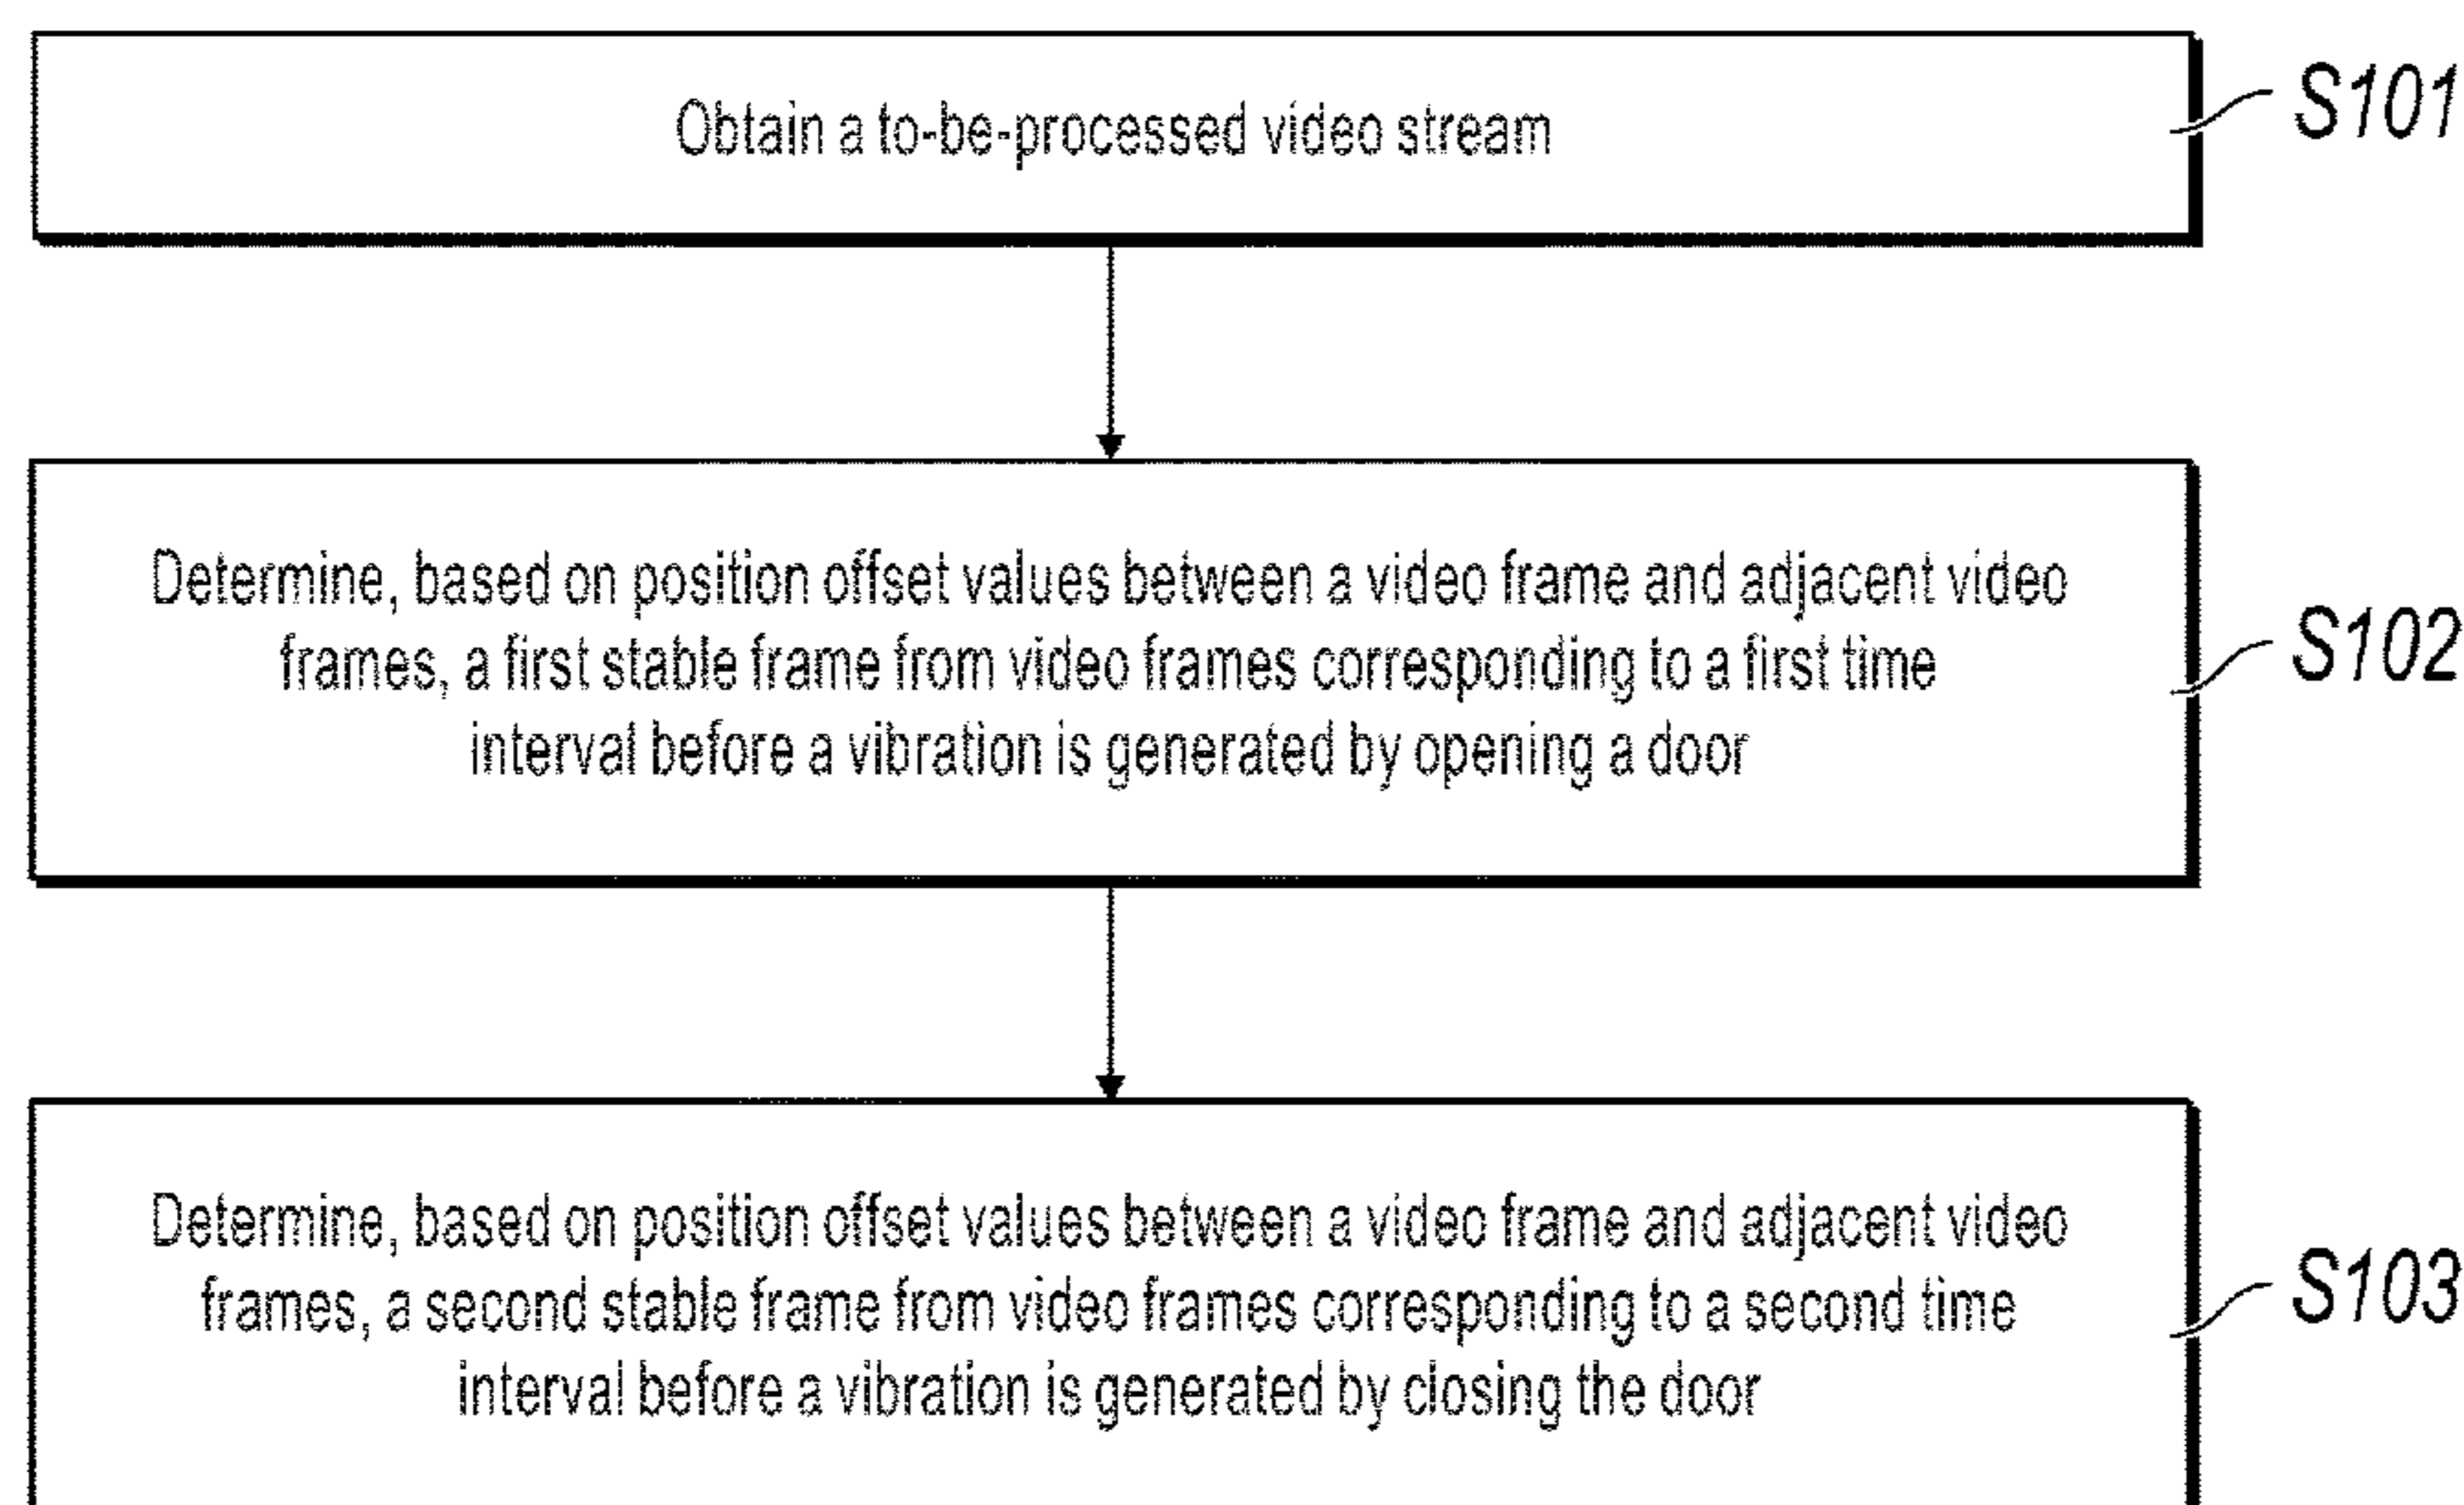 Obtain a to-be-processed video stream
S101
Determine, based on position offset values between a video frame and adjacent video
frames, a first stable frame from video frames corresponding to a first time
interval before a vibration is generated by opening a door
S102
Determine, based on position offset values between a video frame and adjacent video
frames, a second stable frame from video frames corresponding to a second time
interval before a vibration is generated by closing the door
S103